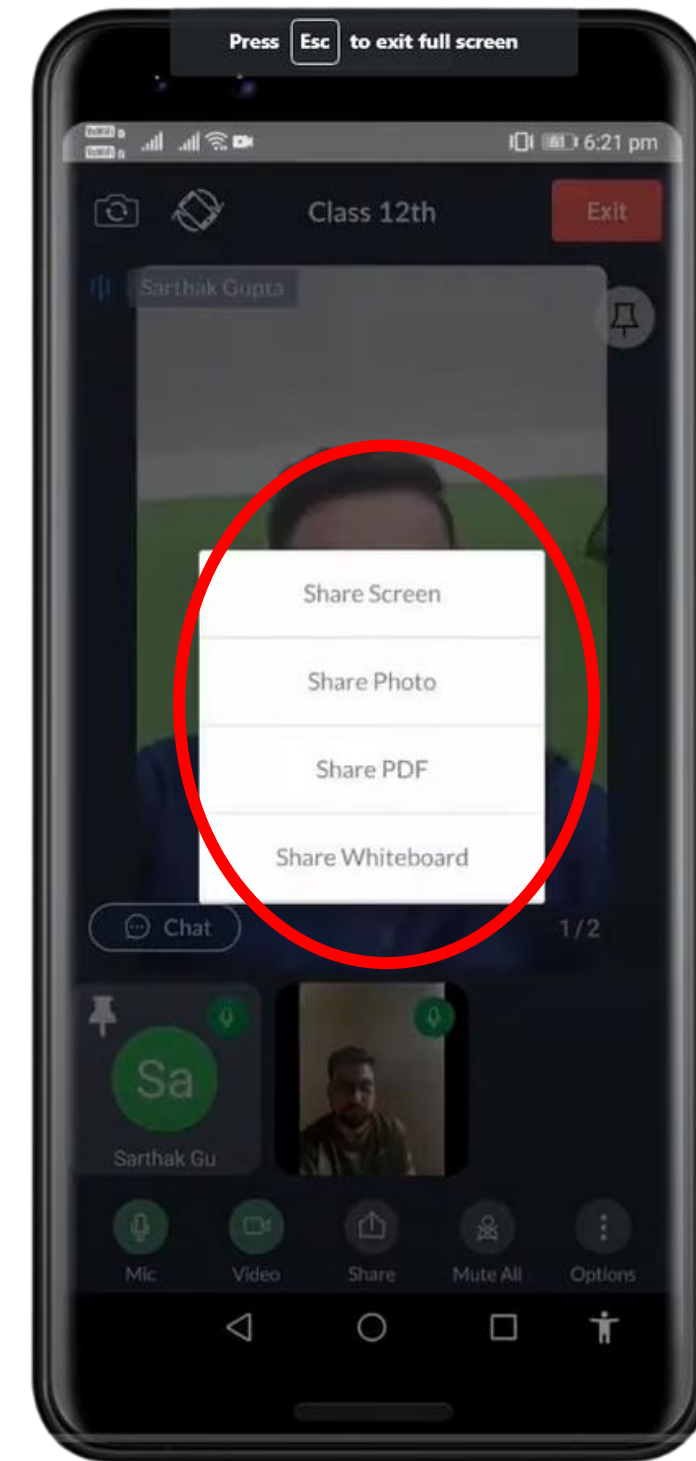 Press Esc to exit full screen
6:21 pm
Class 12th
Exit
Sarthak Gupta
Share Screen
Share Photo
Share PDF
Share Whiteboard
Chat
1/2
Sa
Sarthak Gu
Mic
Video
Share
Mute All
Options